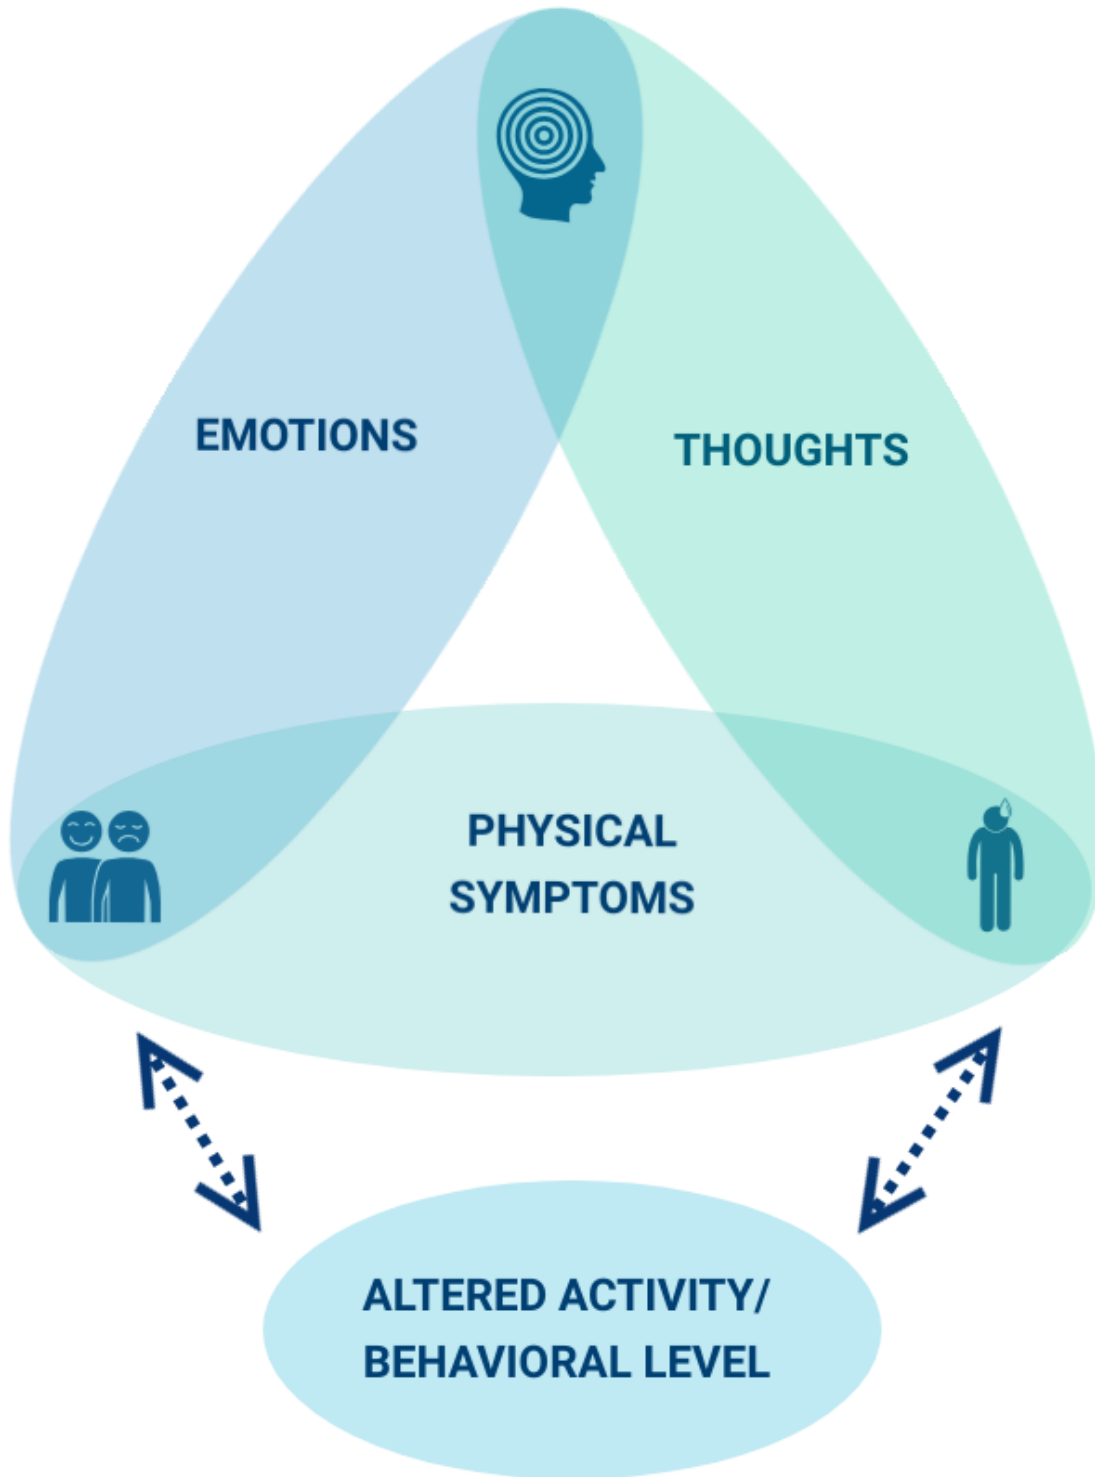 EMOTIONS
THOUGHTS
PHYSICAL
SYMPTOMS
ALTERED ACTIVITY/
BEHAVIORAL LEVEL